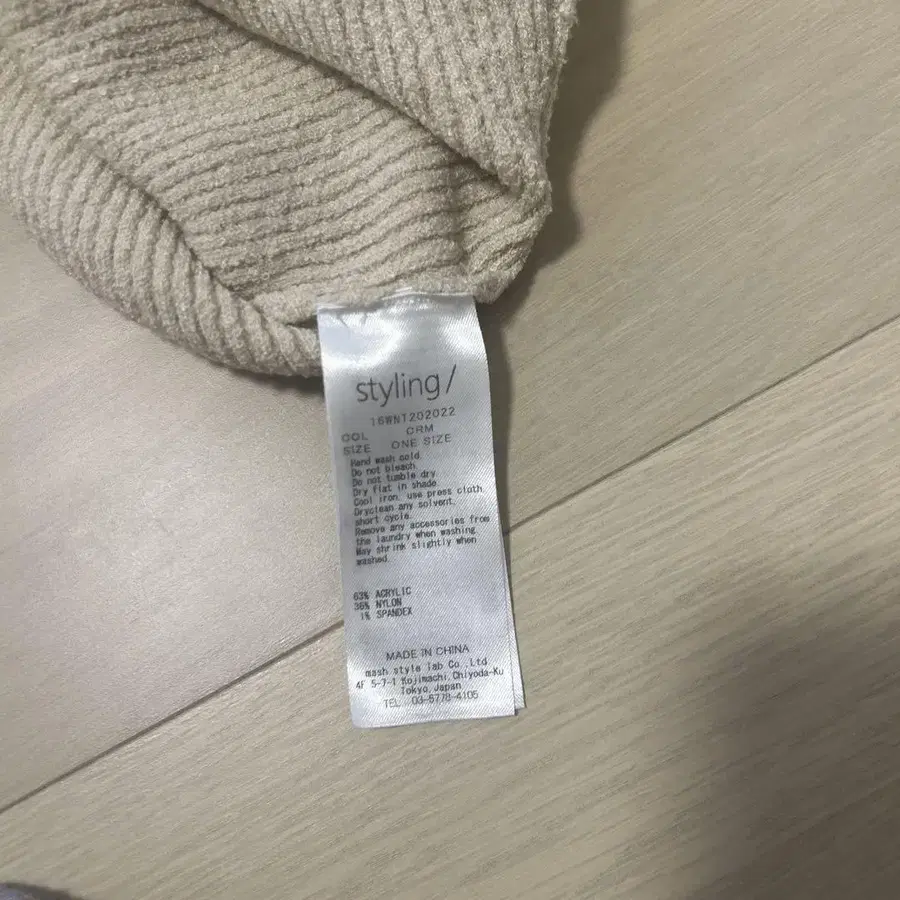 styling/
16WNT202022
COL CRM
SIZE ONE SIZE
Hand wash cold.
Do not bleach.
Do not tumble dry.
Dry flat in shade.
Cool iron, use press cloth.
Dryclean any solvent,
short cycle.
Remove any accessories from
the laundry when washing.
May shrink slightly when
washed.
63% ACRYLIC
36% NYLON
1% SPANDEX
MADE IN CHINA
mash style lab Co.,Ltd.
4F 5-7-1 Kojimachi,Chiyoda-Ku
Tokyo,Japan
TEL 03-5778-4105